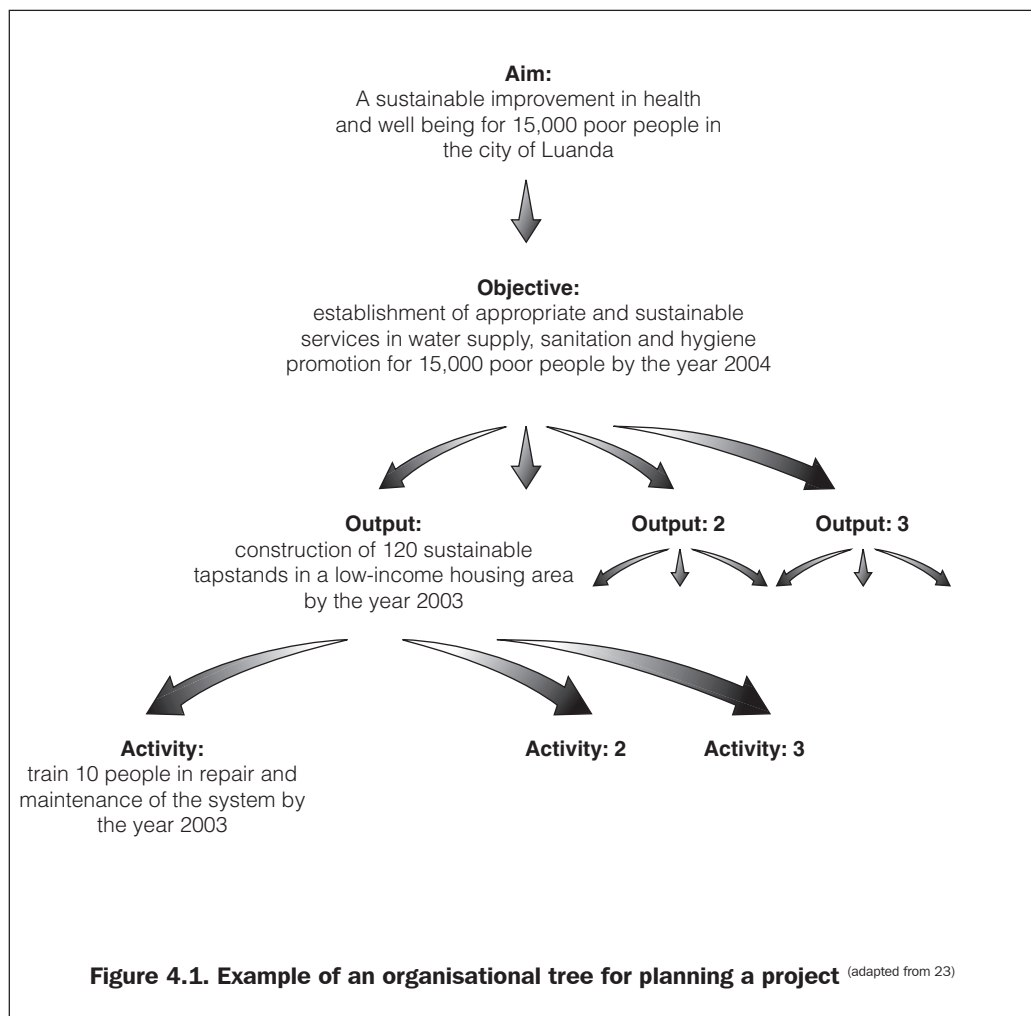 Aim:
A sustainable improvement in health
and well being for 15,000 poor people in
the city of Luanda
Objective:
establishment of appropriate and sustainable
services in water supply, sanitation and hygiene
promotion for 15,000 poor people by the year 2004
Output:
construction of 120 sustainable
tapstands in a low-income housing area
by the year 2003
Output: 2
Output: 3
Activity:
train 10 people in repair and
maintenance of the system by
the year 2003
Activity: 2
Activity: 3
Figure 4.1. Example of an organisational tree for planning a project (adapted from 23)